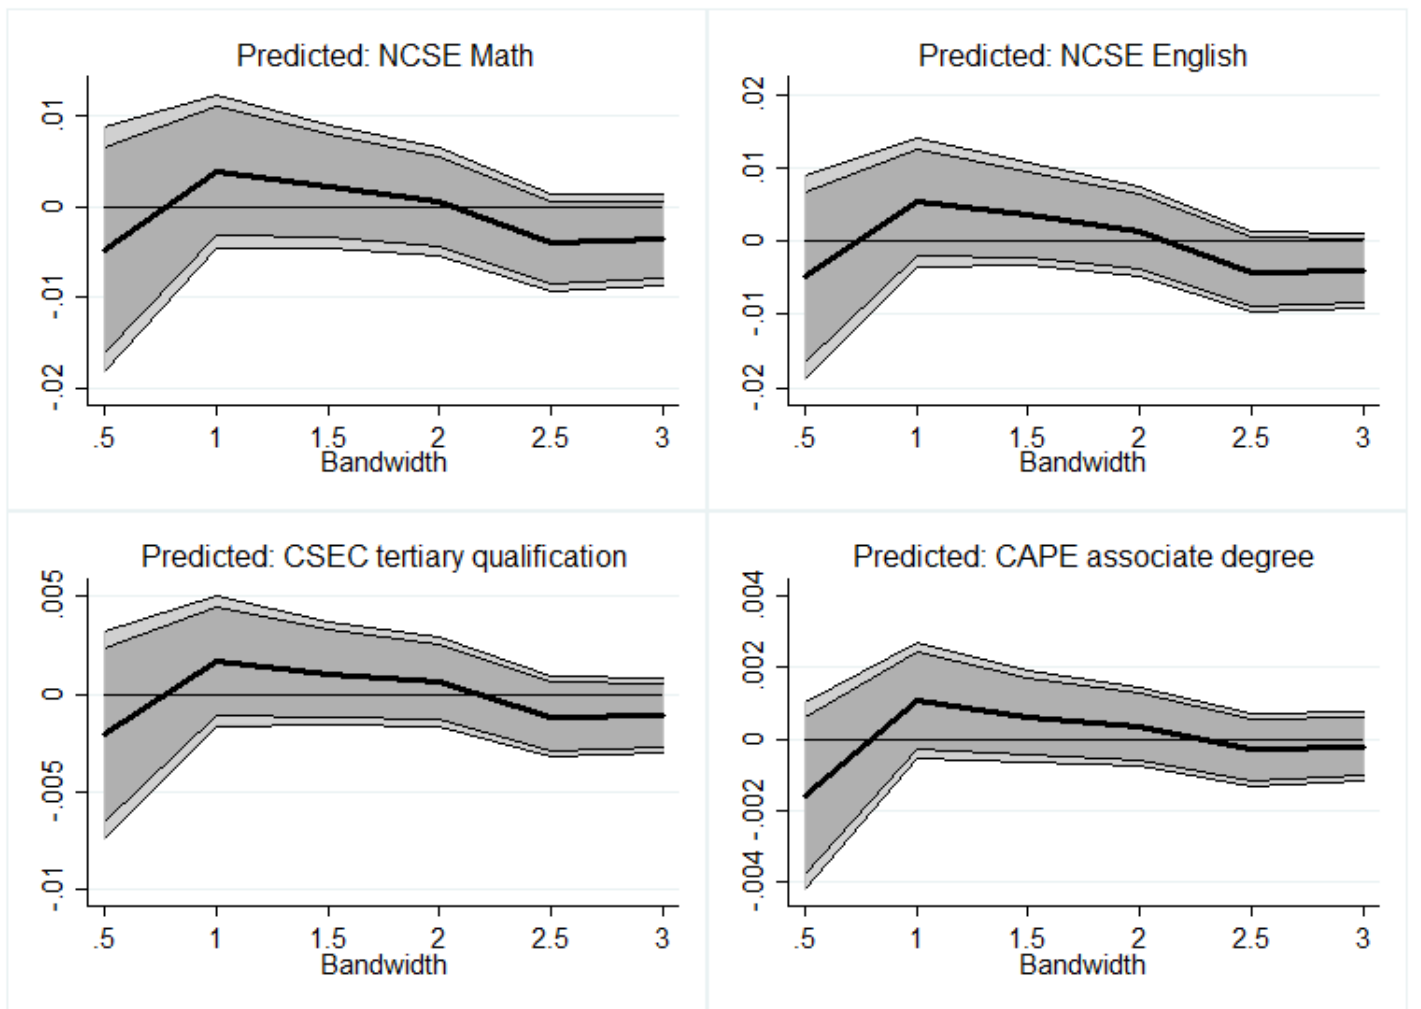 Predicted: NCSE Math
.01
0
-.01
-.02
.5 1 1.5 2 2.5 3
Bandwidth
Predicted: NCSE English
.02
.01
0
-.01
-.02
.5 1 1.5 2 2.5 3
Bandwidth
Predicted: CSEC tertiary qualification
.005
0
-.005
-.01
.5 1 1.5 2 2.5 3
Bandwidth
Predicted: CAPE associate degree
.004
.002
0
-.002
-.004
.5 1 1.5 2 2.5 3
Bandwidth